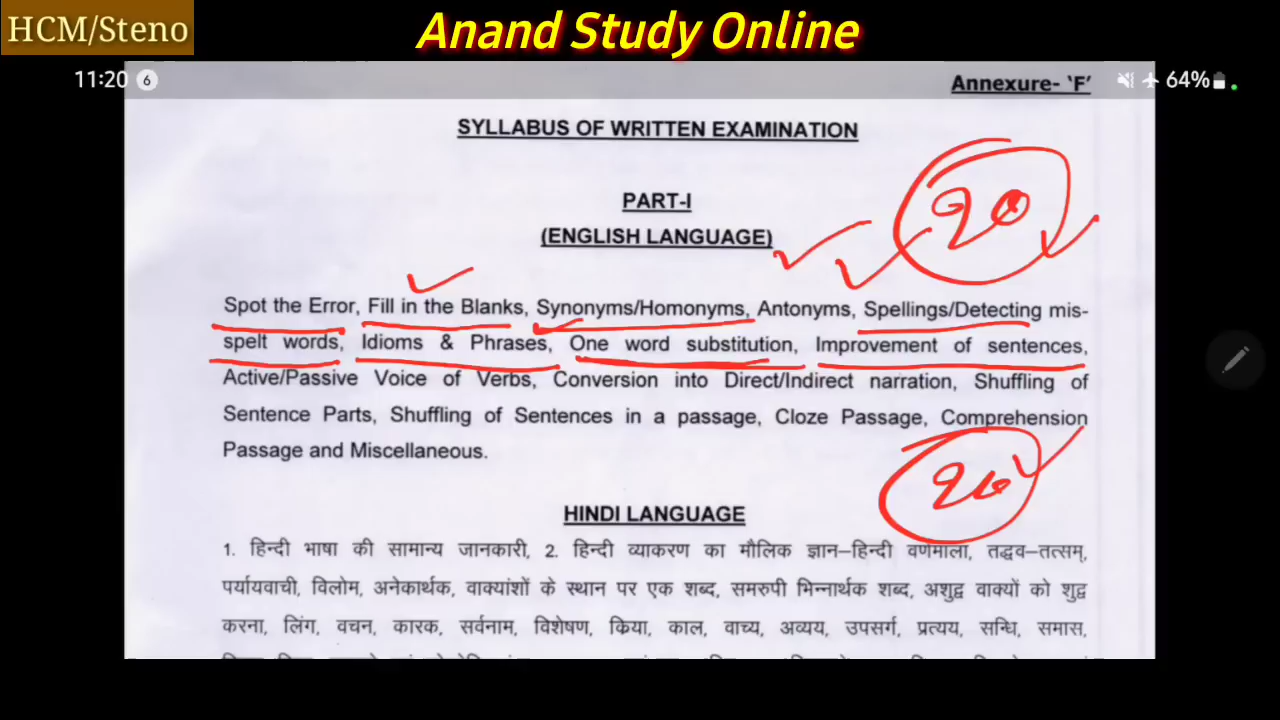 HCM/Steno
Anand Study Online
11:20 6
64%
Annexure- 'F'
SYLLABUS OF WRITTEN EXAMINATION
PART-I
(ENGLISH LANGUAGE)
Spot the Error, Fill in the Blanks, Synonyms/Homonyms, Antonyms, Spellings/Detecting mis-
spelt words, Idioms & Phrases, One word substitution, Improvement of sentences,
Active/Passive Voice of Verbs, Conversion into Direct/Indirect narration, Shuffling of
Sentence Parts, Shuffling of Sentences in a passage, Cloze Passage, Comprehension
Passage and Miscellaneous.
HINDI LANGUAGE
1. हिन्दी भाषा की सामान्य जानकारी, 2. हिन्दी व्याकरण का मौलिक ज्ञान–हिन्दी वर्णमाला, तद्भव–तत्सम्,
पर्यायवाची, विलोम, अनेकार्थक, वाक्यांशों के स्थान पर एक शब्द, समरुपी भिन्नार्थक शब्द, अशुद्व वाक्यों को शुद्व
करना, लिंग, वचन, कारक, सर्वनाम, विशेषण, किया, काल, वाच्य, अव्यय, उपसर्ग, प्रत्यय, सन्धि, समास,